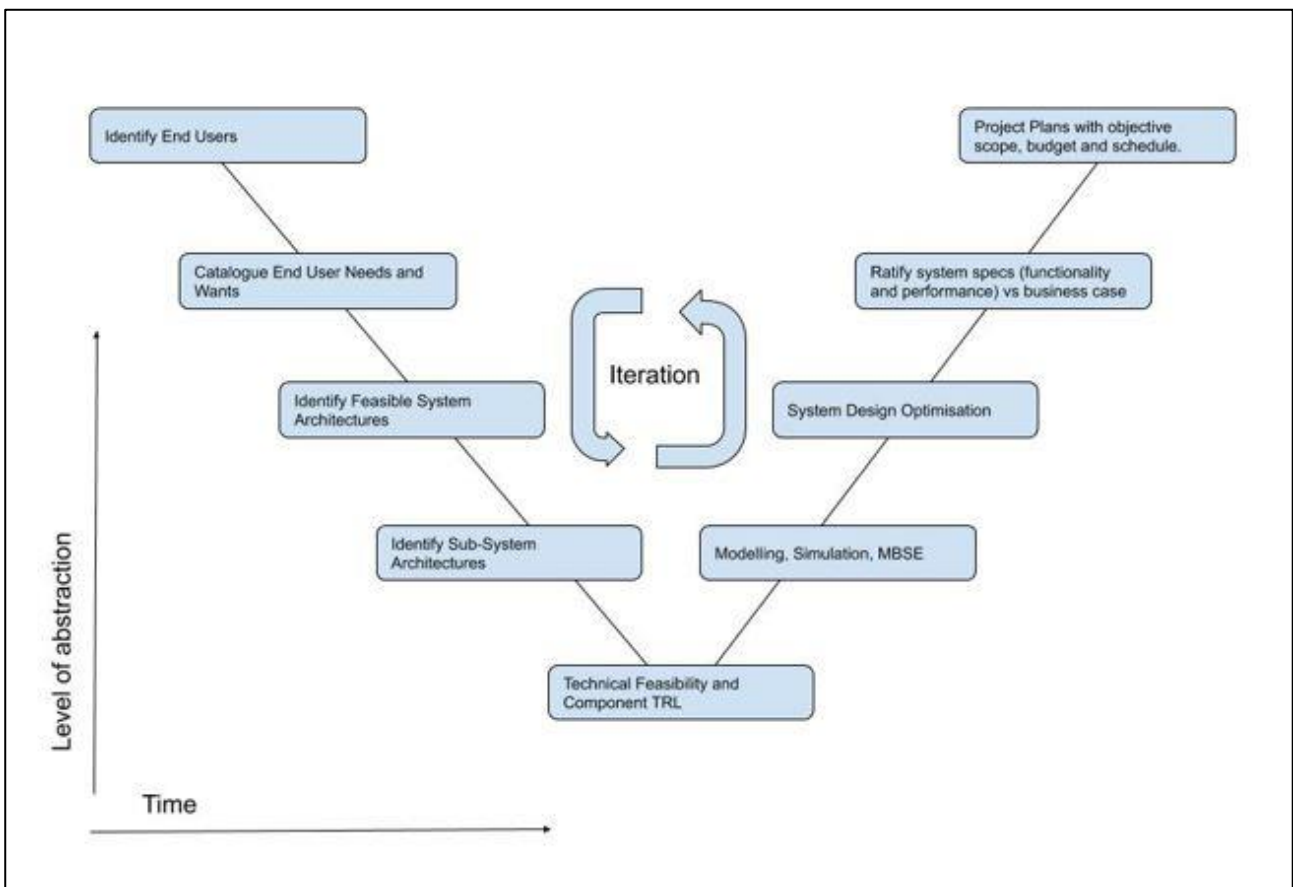 Identify End Users
Project Plans with objective
scope, budget and schedule.
Catalogue End User Needs and
Wants
Ratify system specs (functionality
and performance) vs business case
Iteration
Identify Feasible System
Architectures
System Design Optimisation
Identify Sub-System
Architectures
Modelling, Simulation, MBSE
Technical Feasibility and
Component TRL
Level of abstraction
Time